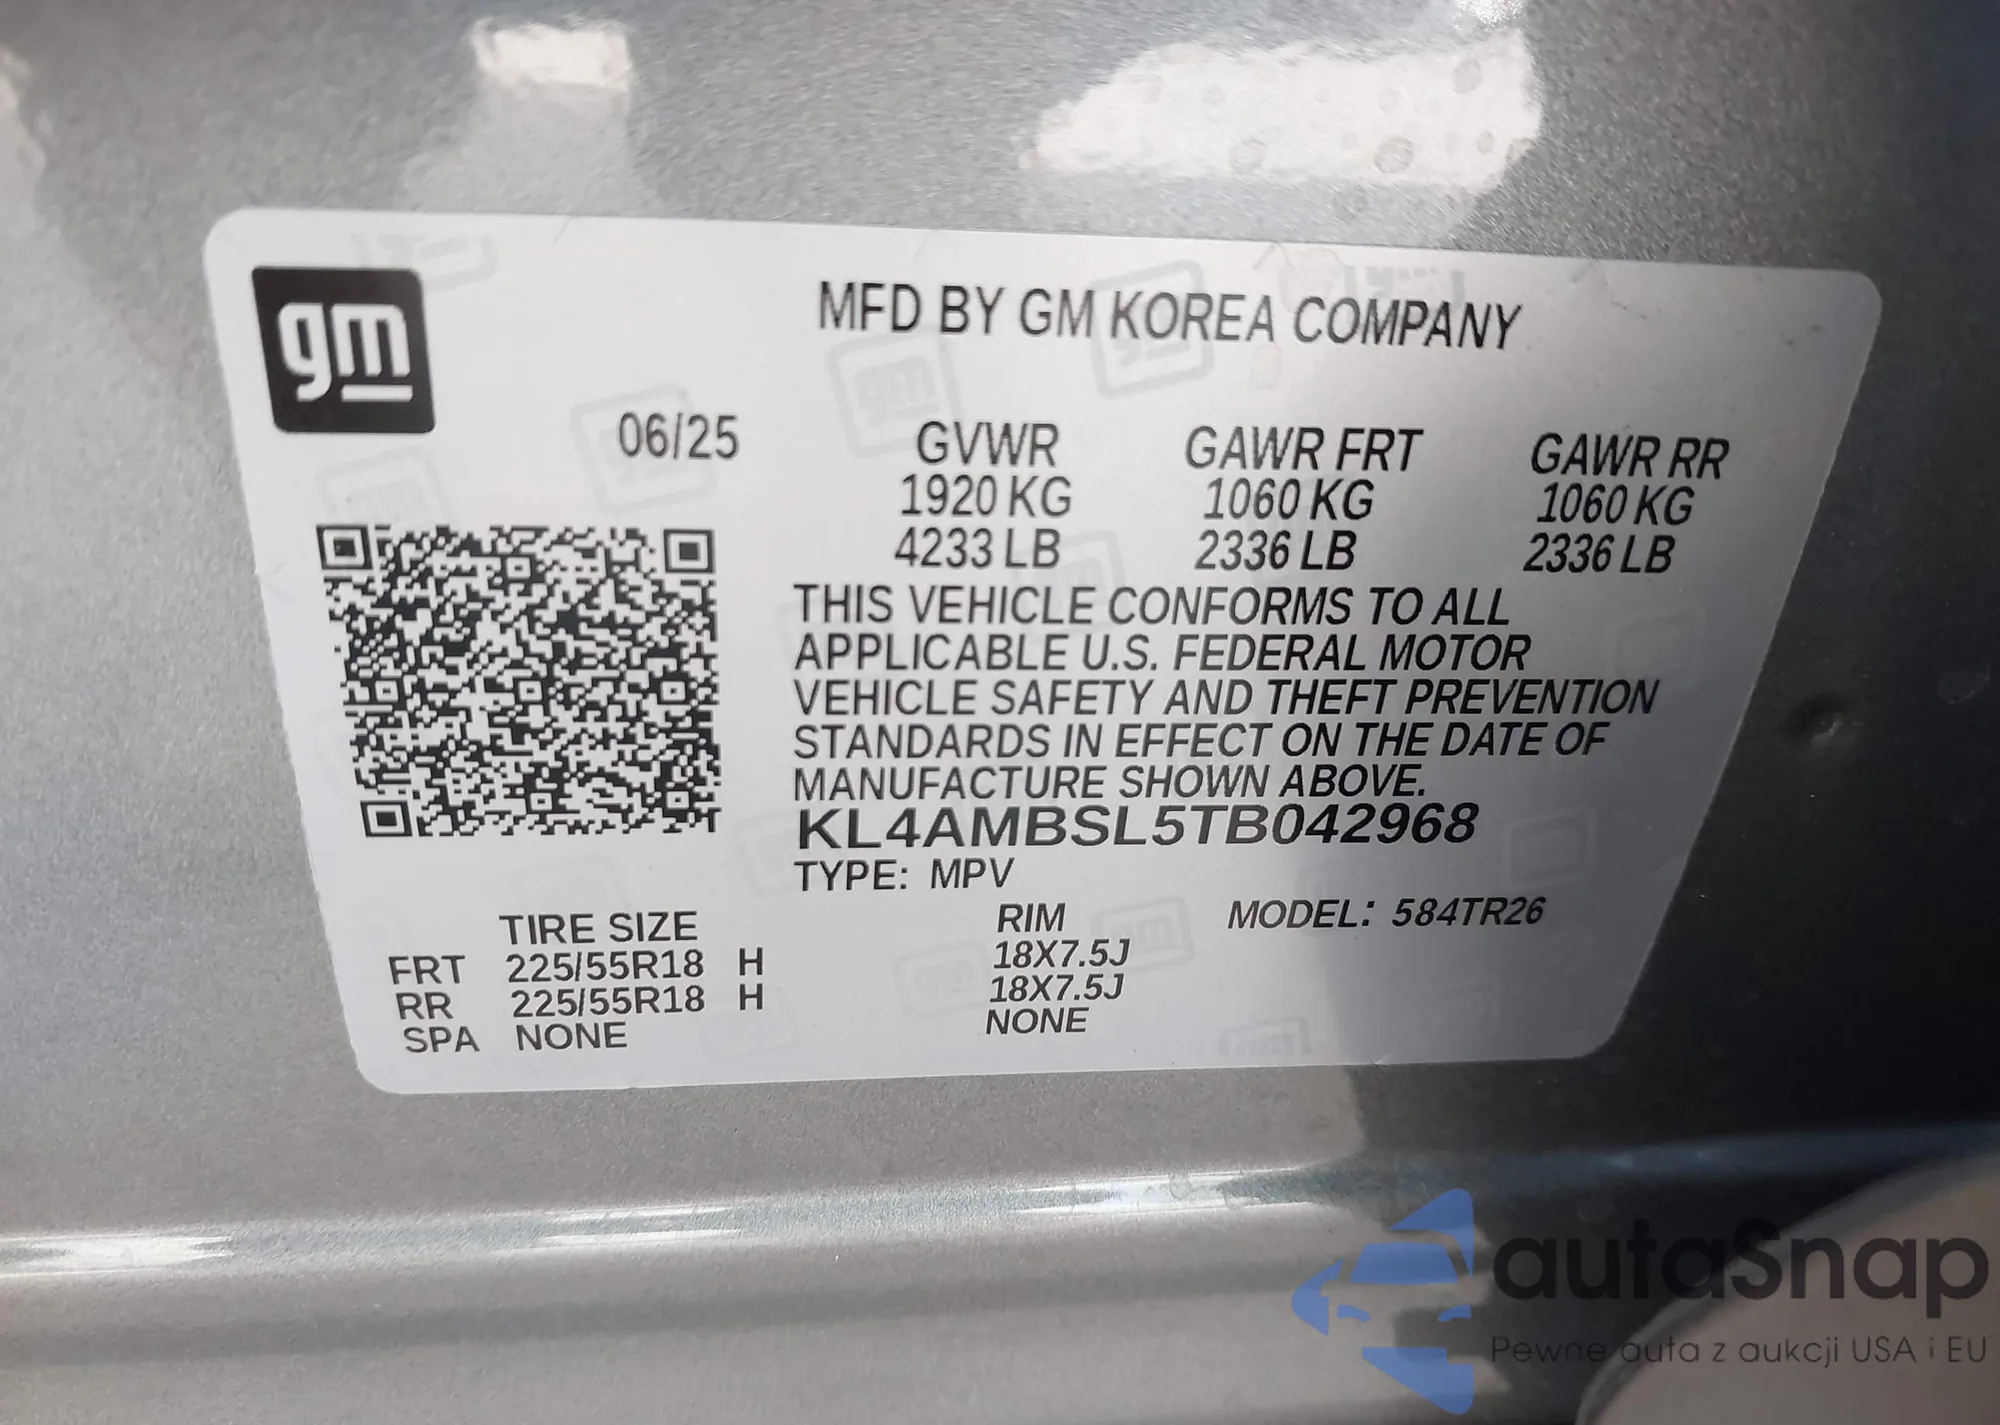 gm
MFD BY GM KOREA COMPANY
06/25
GVWR GAWR FRT GAWR RR
1920 KG 1060 KG 1060 KG
4233 LB 2336 LB 2336 LB
THIS VEHICLE CONFORMS TO ALL
APPLICABLE U.S. FEDERAL MOTOR
VEHICLE SAFETY AND THEFT PREVENTION
STANDARDS IN EFFECT ON THE DATE OF
MANUFACTURE SHOWN ABOVE.
KL4AMBSL5TB042968
TYPE: MPV
TIRE SIZE RIM MODEL: 584TR26
FRT 225/55R18 H 18X7.5J
RR 225/55R18 H 18X7.5J
SPA NONE NONE
autaSnap
Pewne auta z aukcji USA i EU